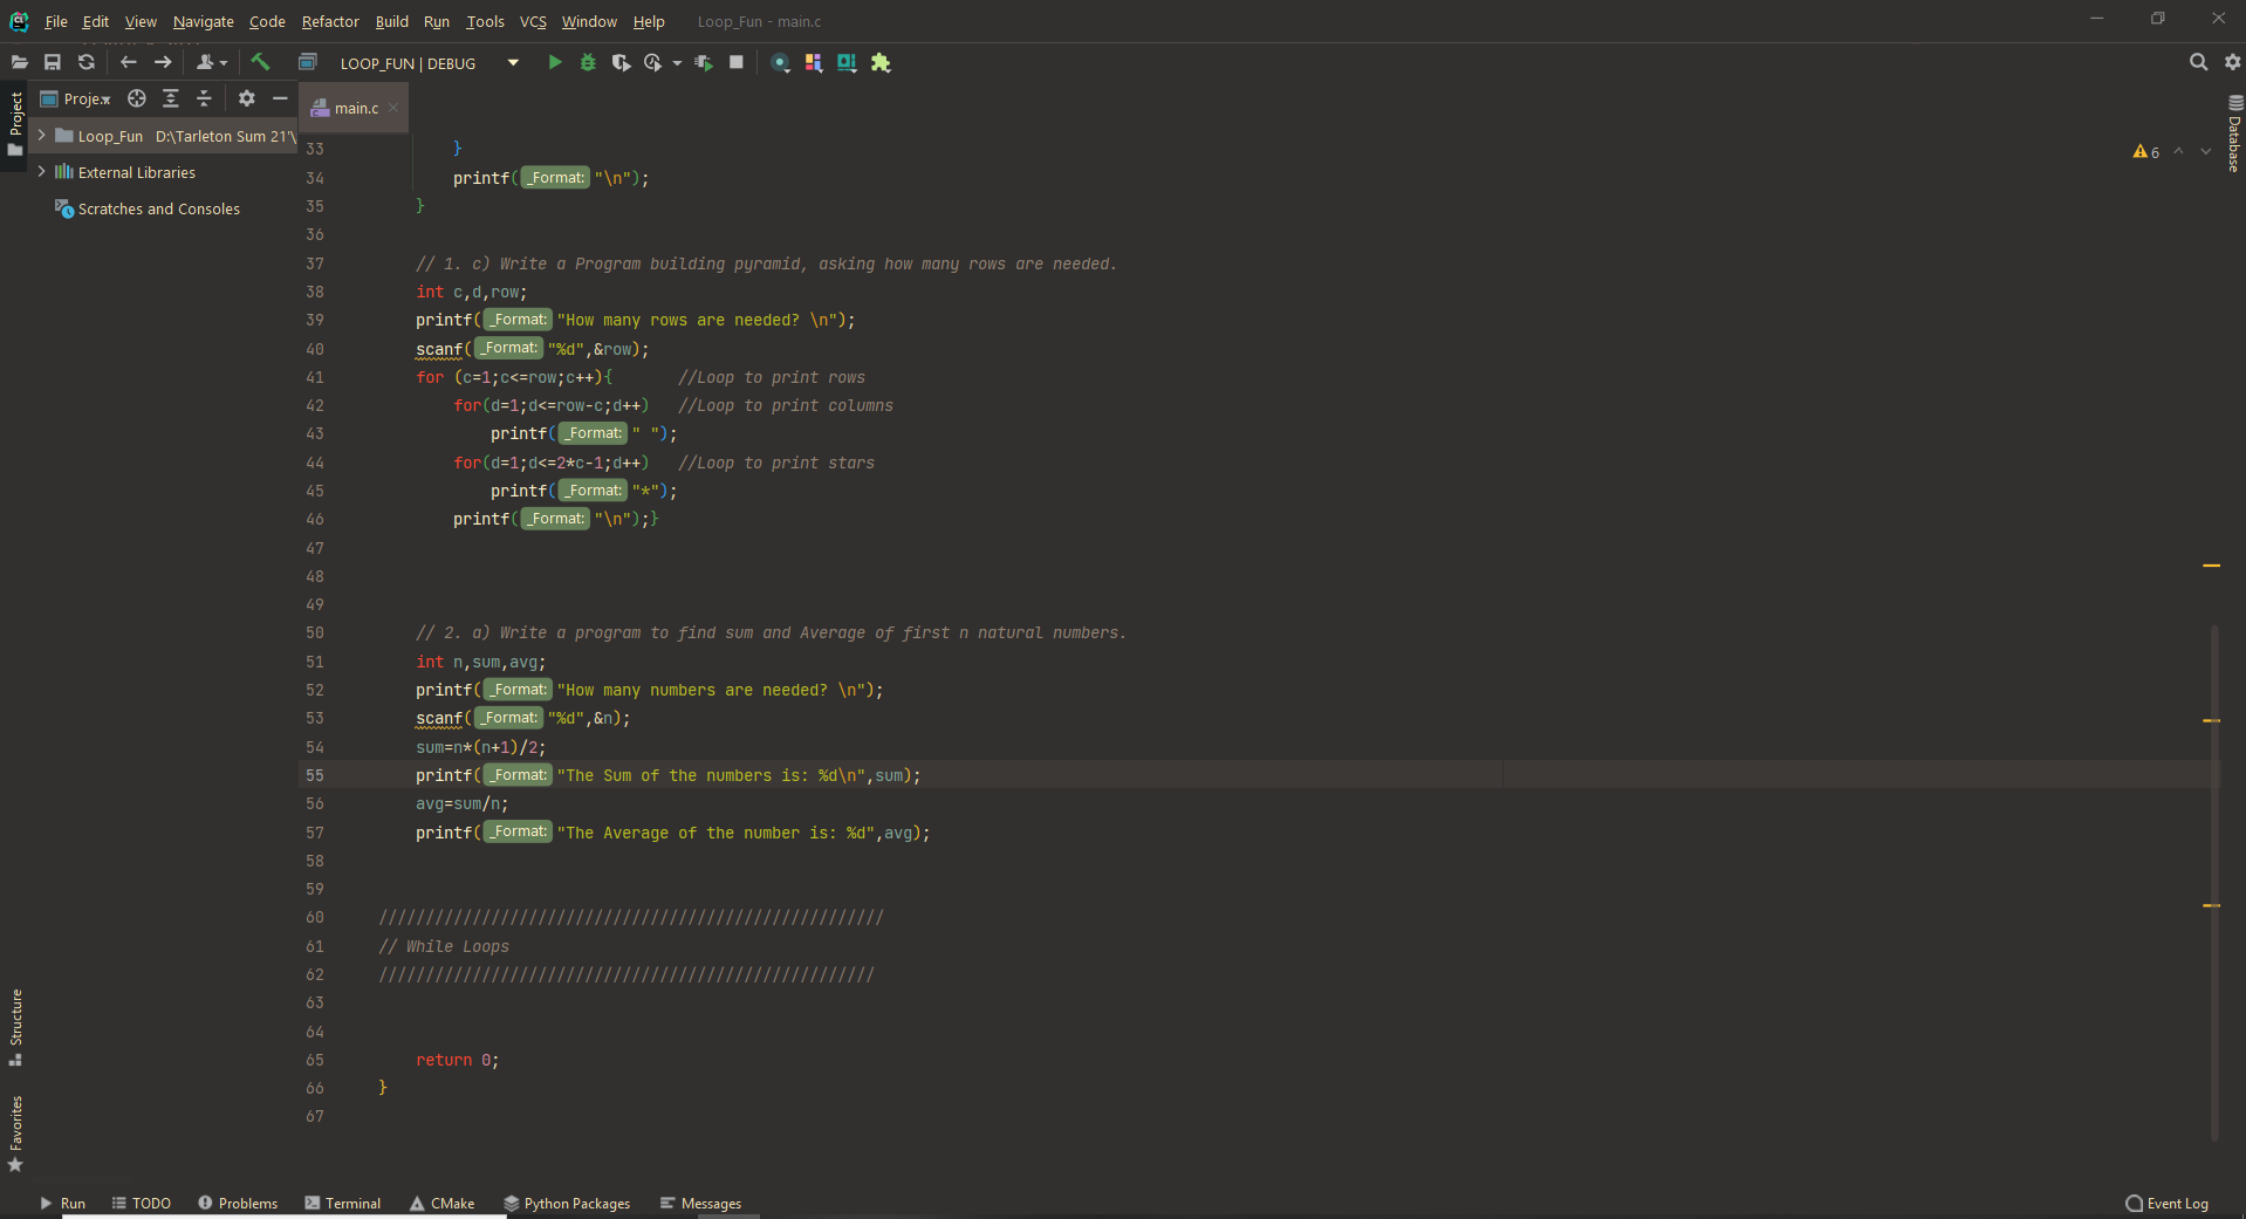 File Edit View Navigate Code Refactor Build Run Tools VCS Window Help Loop_Fun - main.c
LOOP_FUN | DEBUG
Project
Proje
main.c
Loop_Fun D:\Tarleton Sum 21'\
External Libraries
Scratches and Consoles
Database
6
33 }
34 printf( _Format: "\n");
35 }
36
37 // 1. c) Write a Program building pyramid, asking how many rows are needed.
38 int c,d,row;
39 printf( _Format: "How many rows are needed? \n");
40 scanf( _Format: "%d",&row);
41 for (c=1;c<=row;c++){ //Loop to print rows
42 for(d=1;d<=row-c;d++) //Loop to print columns
43 printf( _Format: " ");
44 for(d=1;d<=2*c-1;d++) //Loop to print stars
45 printf( _Format: "*");
46 printf( _Format: "\n");}
47
48
49
50 // 2. a) Write a program to find sum and Average of first n natural numbers.
51 int n,sum,avg;
52 printf( _Format: "How many numbers are needed? \n");
53 scanf( _Format: "%d",&n);
54 sum=n*(n+1)/2;
55 printf( _Format: "The Sum of the numbers is: %d\n",sum);
56 avg=sum/n;
57 printf( _Format: "The Average of the number is: %d",avg);
58
59
60 //////////////////////////////////////////////////////
61 // While Loops
62 /////////////////////////////////////////////////////
63
64
65 return 0;
66 }
67
Structure
Favorites
Run TODO Problems Terminal CMake Python Packages Messages Event Log